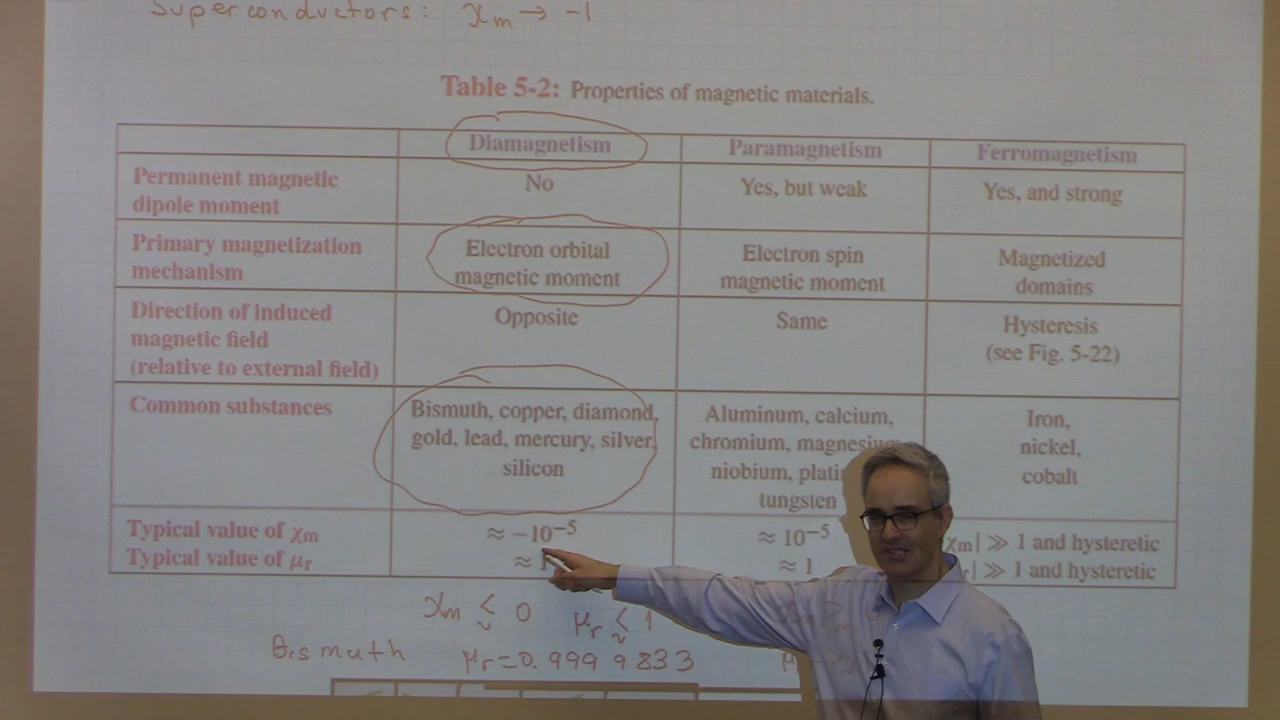 Superconductors: χm → -1
Table 5-2: Properties of magnetic materials.
Diamagnetism Paramagnetism Ferromagnetism
Permanent magnetic No Yes, but weak Yes, and strong
dipole moment
Primary magnetization Electron orbital Electron spin Magnetized
mechanism magnetic moment magnetic moment domains
Direction of induced Opposite Same Hysteresis
magnetic field (see Fig. 5-22)
(relative to external field)
Common substances Bismuth, copper, diamond, Aluminum, calcium, Iron,
gold, lead, mercury, silver, chromium, nickel,
silicon niobium, cobalt
tungsten
Typical value of χm ≈ −10−5 ≈ 10−5 χm| ≫ 1 and hysteretic
Typical value of μr ≈ 1 ≈ 1 | ≫ 1 and hysteretic
χm ≲ 0 μr ≲ 1
Bismuth μr=0.9999833